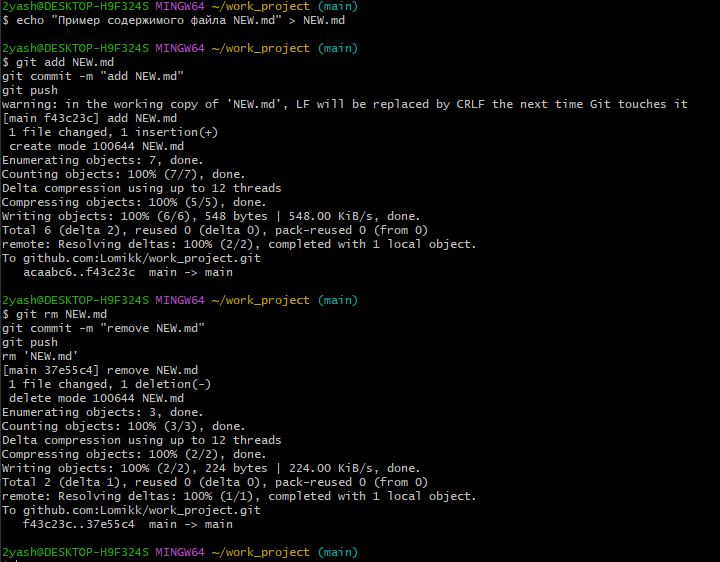 2yash@DESKTOP-H9F324S MINGW64 ~/work_project (main)
$ echo "Пример содержимого файла NEW.md" > NEW.md
2yash@DESKTOP-H9F324S MINGW64 ~/work_project (main)
$ git add NEW.md
git commit -m "add NEW.md"
git push
warning: in the working copy of 'NEW.md', LF will be replaced by CRLF the next time Git touches it
[main f43c23c] add NEW.md
 1 file changed, 1 insertion(+)
 create mode 100644 NEW.md
Enumerating objects: 7, done.
Counting objects: 100% (7/7), done.
Delta compression using up to 12 threads
Compressing objects: 100% (5/5), done.
Writing objects: 100% (6/6), 548 bytes | 548.00 KiB/s, done.
Total 6 (delta 2), reused 0 (delta 0), pack-reused 0 (from 0)
remote: Resolving deltas: 100% (2/2), completed with 1 local object.
To github.com:Lomikk/work_project.git
   acaabc6..f43c23c  main -> main
2yash@DESKTOP-H9F324S MINGW64 ~/work_project (main)
$ git rm NEW.md
git commit -m "remove NEW.md"
git push
rm 'NEW.md'
[main 37e55c4] remove NEW.md
 1 file changed, 1 deletion(-)
 delete mode 100644 NEW.md
Enumerating objects: 3, done.
Counting objects: 100% (3/3), done.
Delta compression using up to 12 threads
Compressing objects: 100% (2/2), done.
Writing objects: 100% (2/2), 224 bytes | 224.00 KiB/s, done.
Total 2 (delta 1), reused 0 (delta 0), pack-reused 0 (from 0)
remote: Resolving deltas: 100% (1/1), completed with 1 local object.
To github.com:Lomikk/work_project.git
   f43c23c..37e55c4  main -> main
2yash@DESKTOP-H9F324S MINGW64 ~/work_project (main)